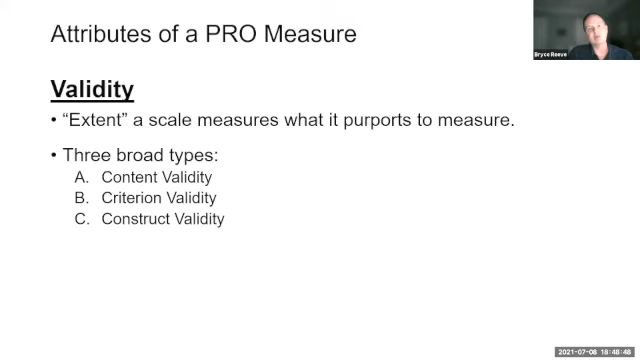 Attributes of a PRO Measure
Bryce Reeve
Validity
• “Extent” a scale measures what it purports to measure.
• Three broad types:
A. Content Validity
B. Criterion Validity
C. Construct Validity
2021-07-08 18:48:48